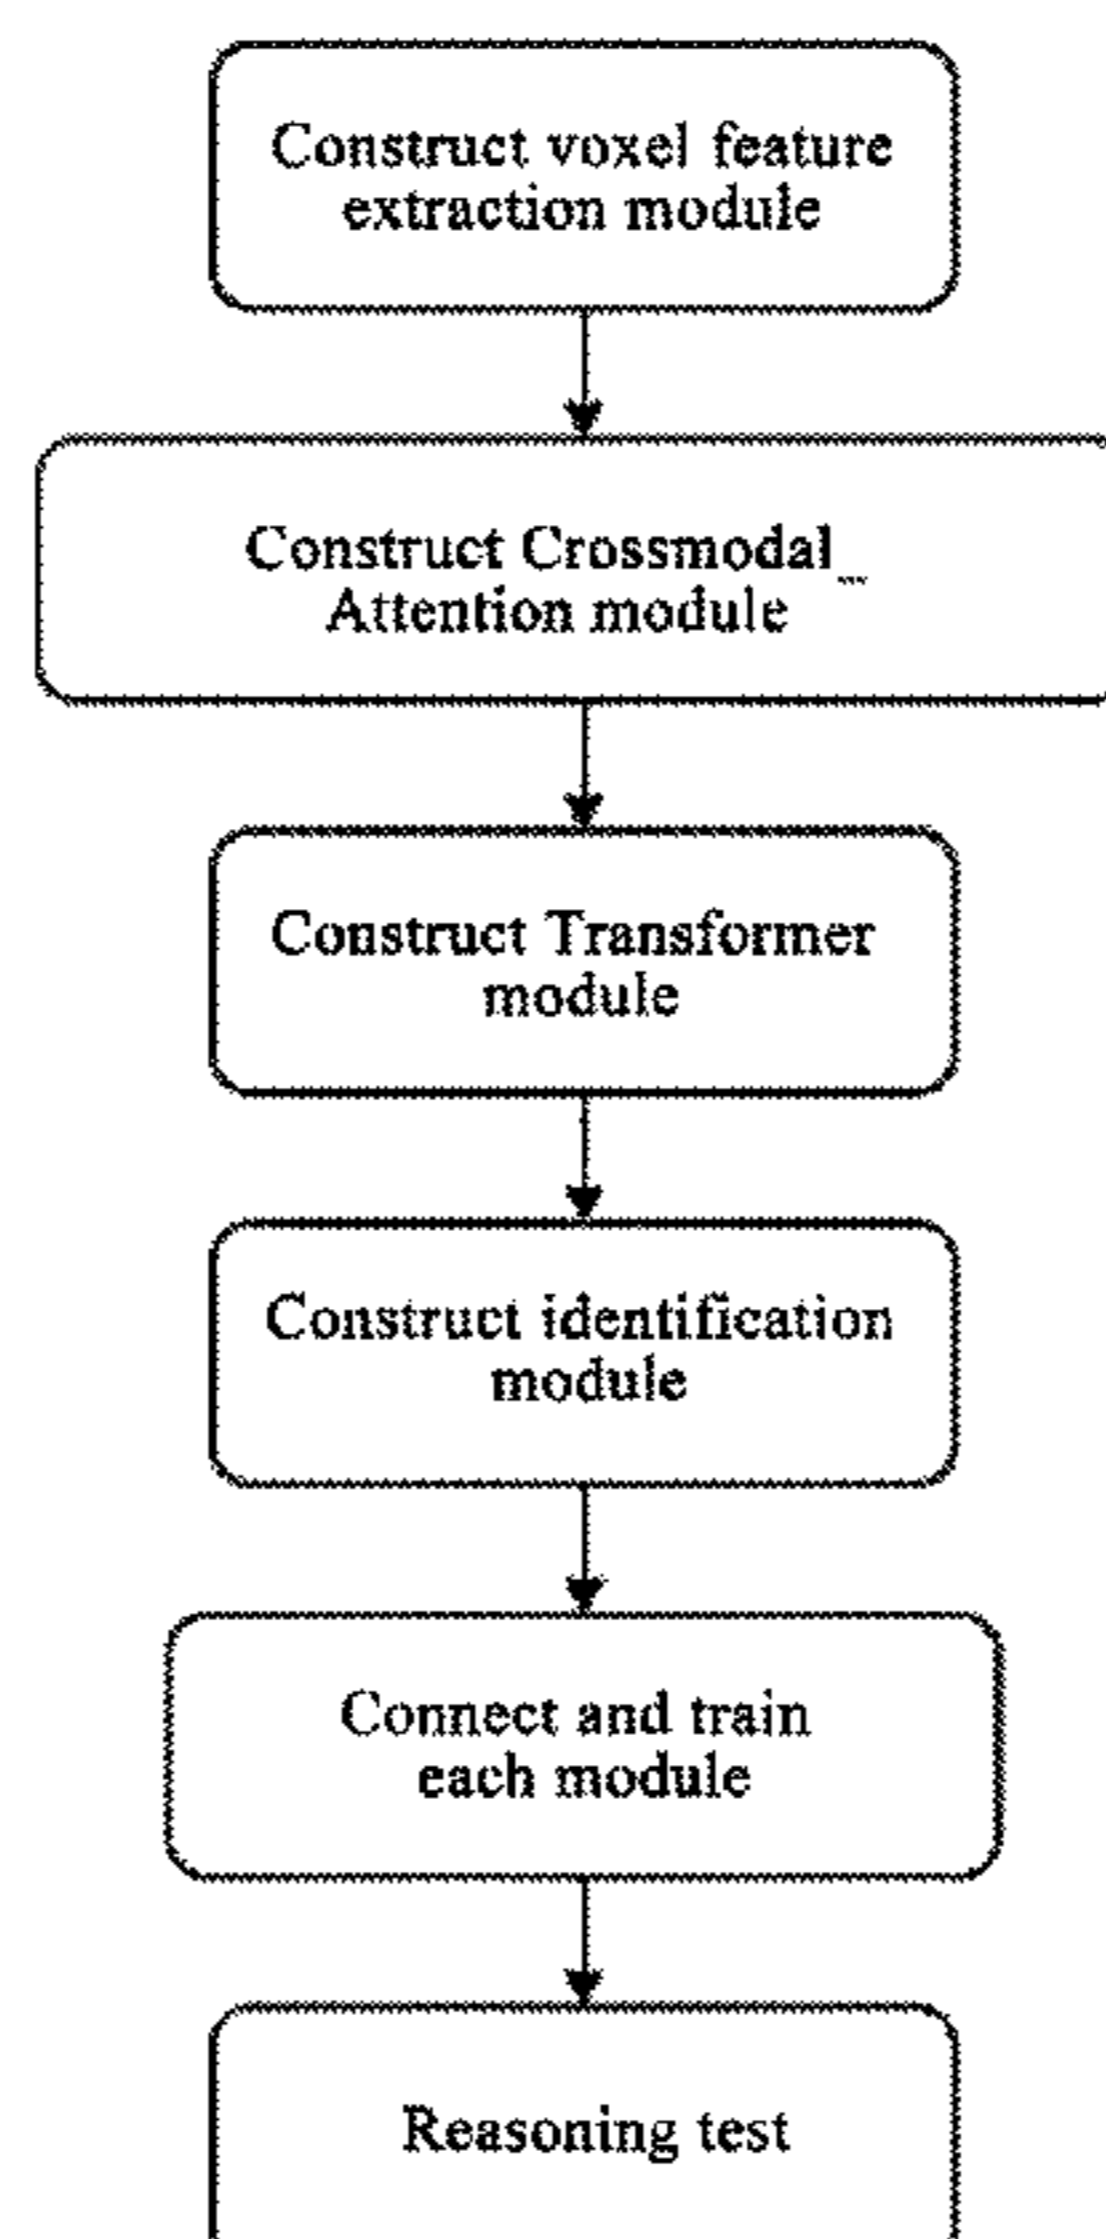 Construct voxel feature
extraction module
Construct Crossmodal_
Attention module
Construct Transformer
module
Construct identification
module
Connect and train
each module
Reasoning test